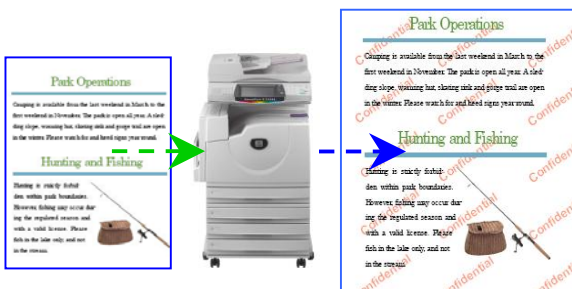 Park Operations
Camping is available from the last weekend in March to the
first weekend in November. The park is open all year. A sled-
ding slope, warming hut, skating rink and gorge trail are open
in the winter. Please watch for and heed signs year round.
Hunting and Fishing
Hunting is strictly forbid-
den within park boundaries.
However, fishing may occur dur-
ing the regulated season and
with a valid license. Please
fish in the lake only, and not
in the stream.
Park Operations
Camping is available from the last weekend in March to the
first weekend in November. The park is open all year. A sled-
ding slope, warming hut, skating rink and gorge trail are open
in the winter. Please watch for and heed signs year round.
Hunting and Fishing
Hunting is strictly forbid-
den within park boundaries.
However, fishing may occur dur-
ing the regulated season and
with a valid license. Please
fish in the lake only, and not
in the stream.
Confidential
Confidential
Confidential
Confidential
Confidential
Confidential
Confidential
Confidential
Confidential
Confidential